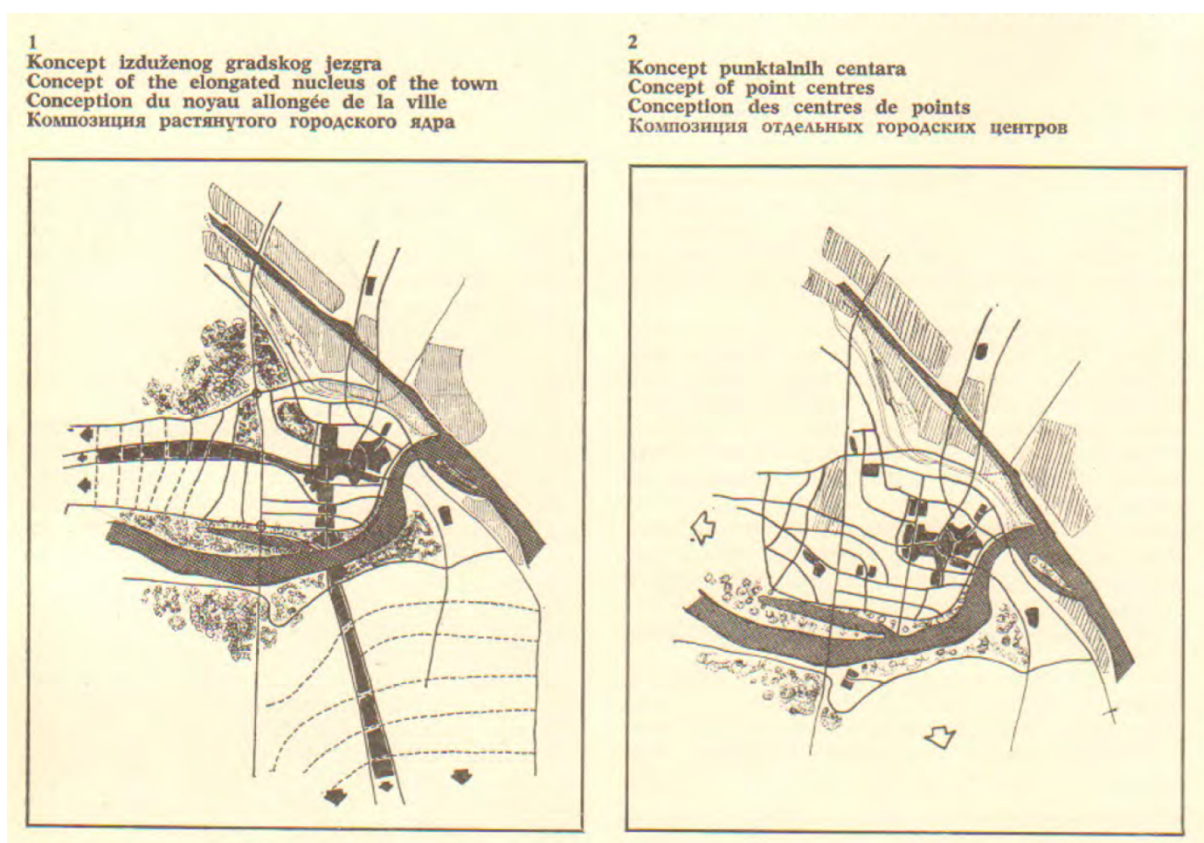 1
Koncept izduženog gradskog jezgra
Concept of the elongated nucleus of the town
Conception du noyau allongée de la ville
Композиция растянутого городского ядра
2
Koncept punktalnih centara
Concept of point centres
Conception des centres de points
Композиция отдельных городских центров